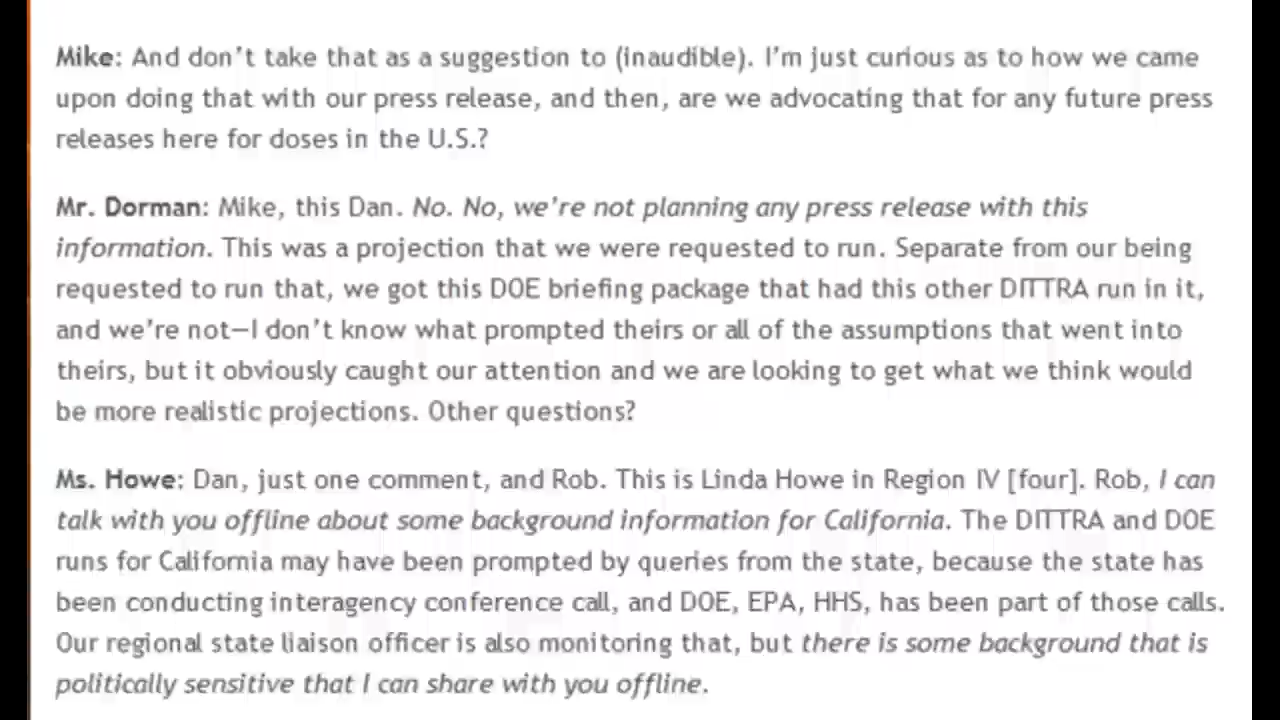 Mike: And don't take that as a suggestion to (inaudible). I'm just curious as to how we came
upon doing that with our press release, and then, are we advocating that for any future press
releases here for doses in the U.S.?
Mr. Dorman: Mike, this Dan. No. No, we're not planning any press release with this
information. This was a projection that we were requested to run. Separate from our being
requested to run that, we got this DOE briefing package that had this other DITTRA run in it,
and we're not—I don't know what prompted theirs or all of the assumptions that went into
theirs, but it obviously caught our attention and we are looking to get what we think would
be more realistic projections. Other questions?
Ms. Howe: Dan, just one comment, and Rob. This is Linda Howe in Region IV [four]. Rob, I can
talk with you offline about some background information for California. The DITTRA and DOE
runs for California may have been prompted by queries from the state, because the state has
been conducting interagency conference call, and DOE, EPA, HHS, has been part of those calls.
Our regional state liaison officer is also monitoring that, but there is some background that is
politically sensitive that I can share with you offline.